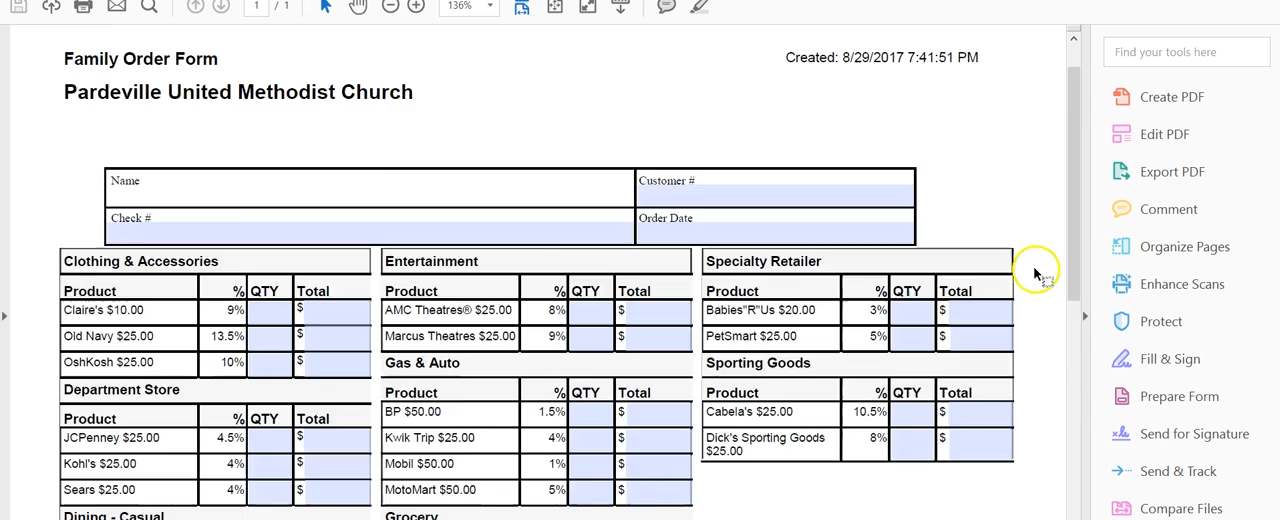 1 / 1
136%
Family Order Form
Created: 8/29/2017 7:41:51 PM
Pardeville United Methodist Church
Name
Customer #
Check #
Order Date
Clothing & Accessories
Product % QTY Total
Claire's $10.00 9% $
Old Navy $25.00 13.5% $
OshKosh $25.00 10% $
Department Store
Product % QTY Total
JCPenney $25.00 4.5% $
Kohl's $25.00 4% $
Sears $25.00 4% $
Dining - Casual
Entertainment
Product % QTY Total
AMC Theatres® $25.00 8% $
Marcus Theatres $25.00 9% $
Gas & Auto
Product % QTY Total
BP $50.00 1.5% $
Kwik Trip $25.00 4% $
Mobil $50.00 1% $
MotoMart $50.00 5% $
Grocery
Specialty Retailer
Product % QTY Total
Babies"R"Us $20.00 3% $
PetSmart $25.00 5% $
Sporting Goods
Product % QTY Total
Cabela's $25.00 10.5% $
Dick's Sporting Goods 8% $
$25.00
Find your tools here
Create PDF
Edit PDF
Export PDF
Comment
Organize Pages
Enhance Scans
Protect
Fill & Sign
Prepare Form
Send for Signature
Send & Track
Compare Files